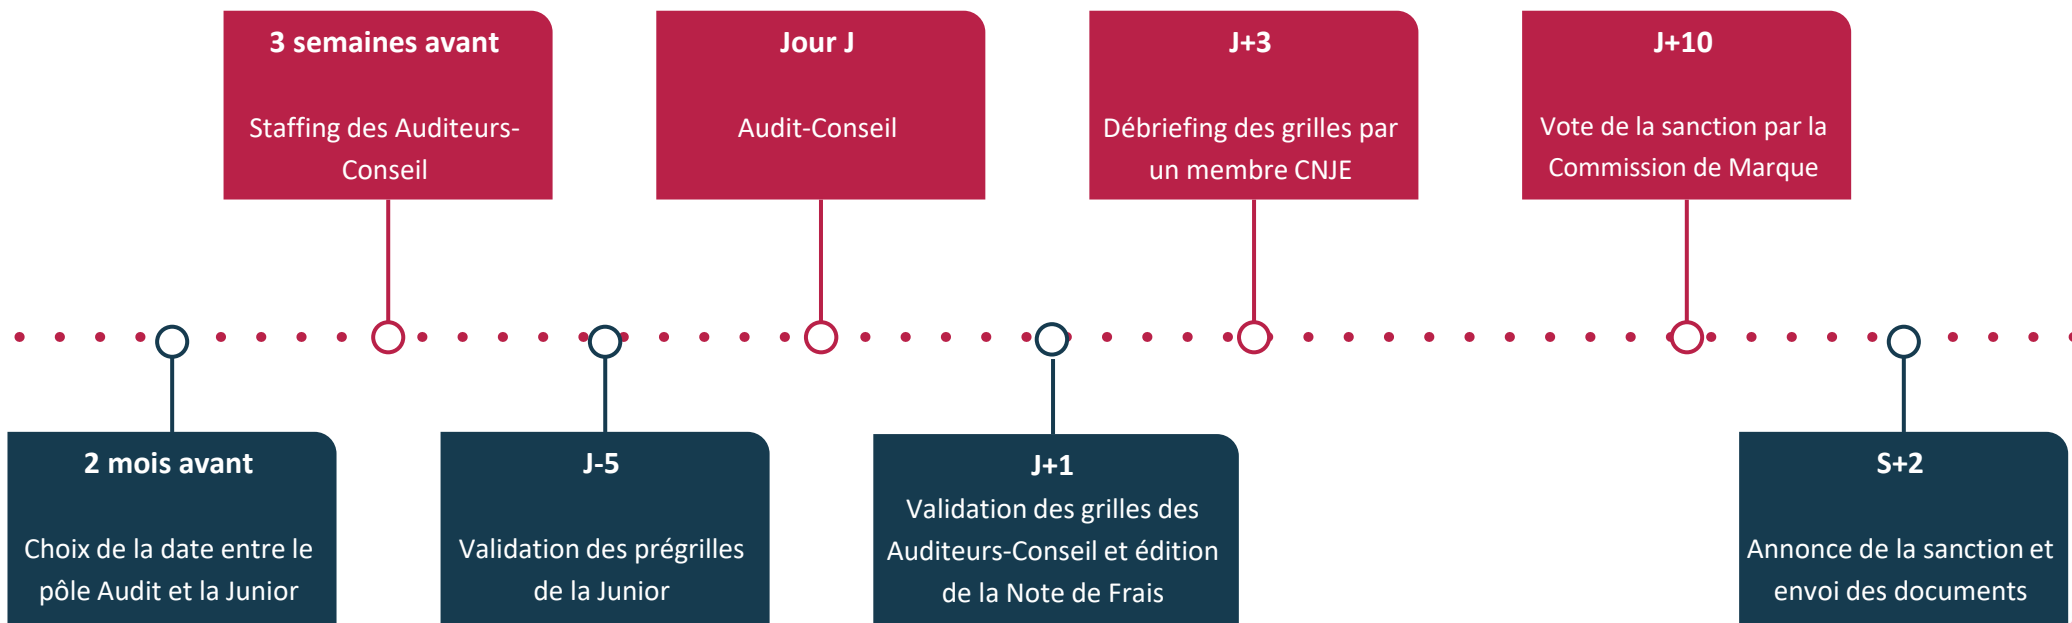 3 semaines avant
Staffing des Auditeurs-
Conseil
Jour J
Audit-Conseil
J+3
Débriefing des grilles par
un membre CNJE
J+10
Vote de la sanction par la
Commission de Marque
2 mois avant
Choix de la date entre le
pôle Audit et la Junior
J-5
Validation des prégrilles
de la Junior
J+1
Validation des grilles des
Auditeurs-Conseil et édition
de la Note de Frais
S+2
Annonce de la sanction et
envoi des documents